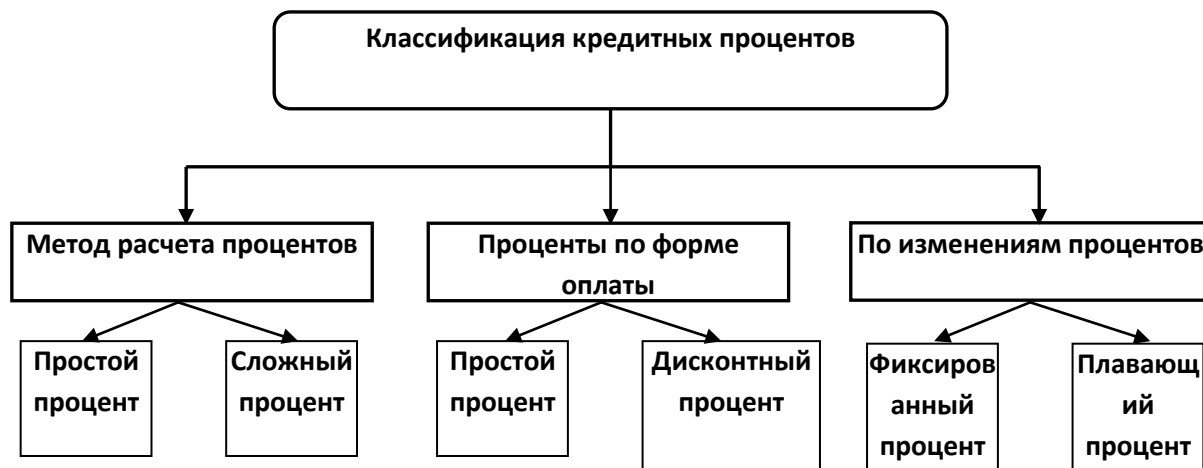 Классификация кредитных процентов
Метод расчета процентов
Проценты по форме
оплаты
По изменениям процентов
Простой
процент
Сложный
процент
Простой
процент
Дисконтный
процент
Фиксиров
анный
процент
Плавающ
ий
процент